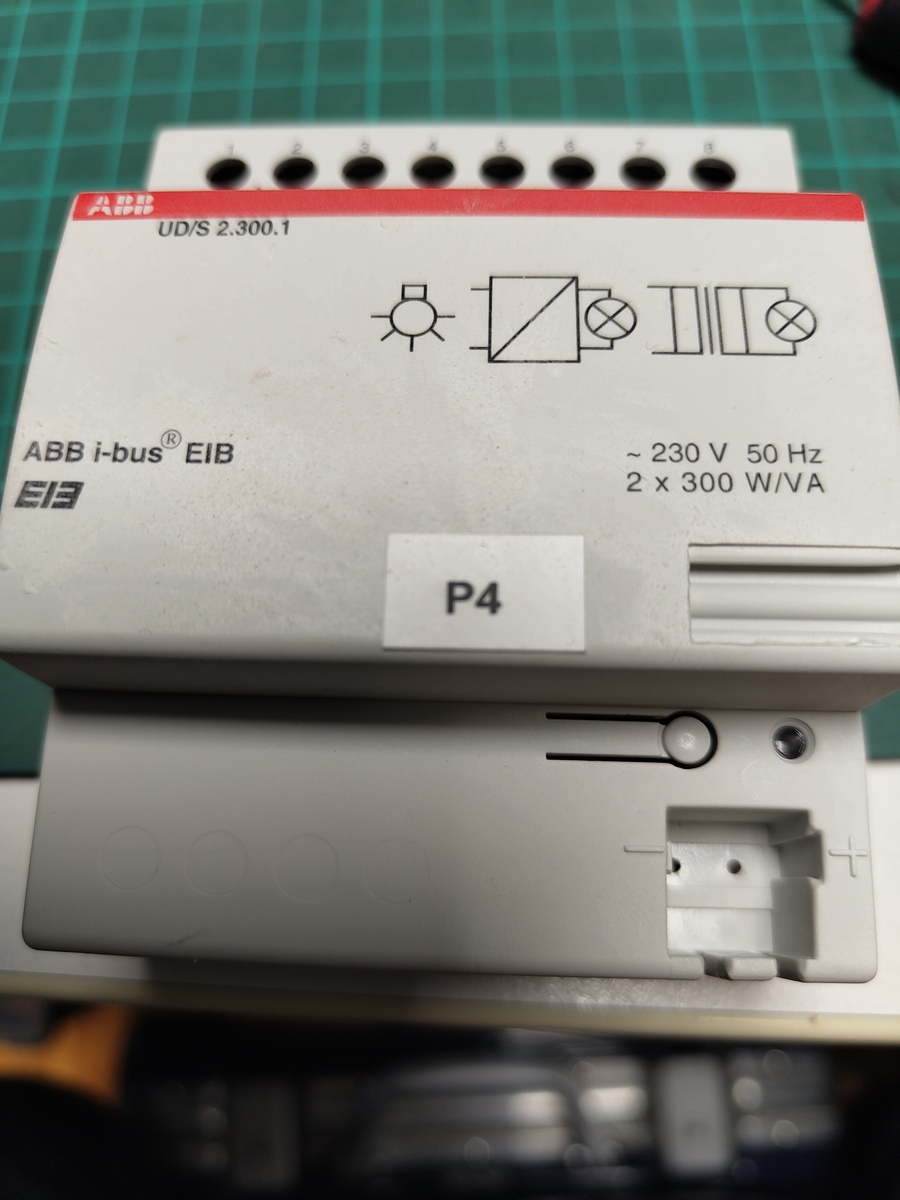 1 2 3 4 5 6 7 8
ABB
UD/S 2.300.1
ABB i-bus® EIB
EIB
~ 230 V 50 Hz
2 x 300 W/VA
P4
− +